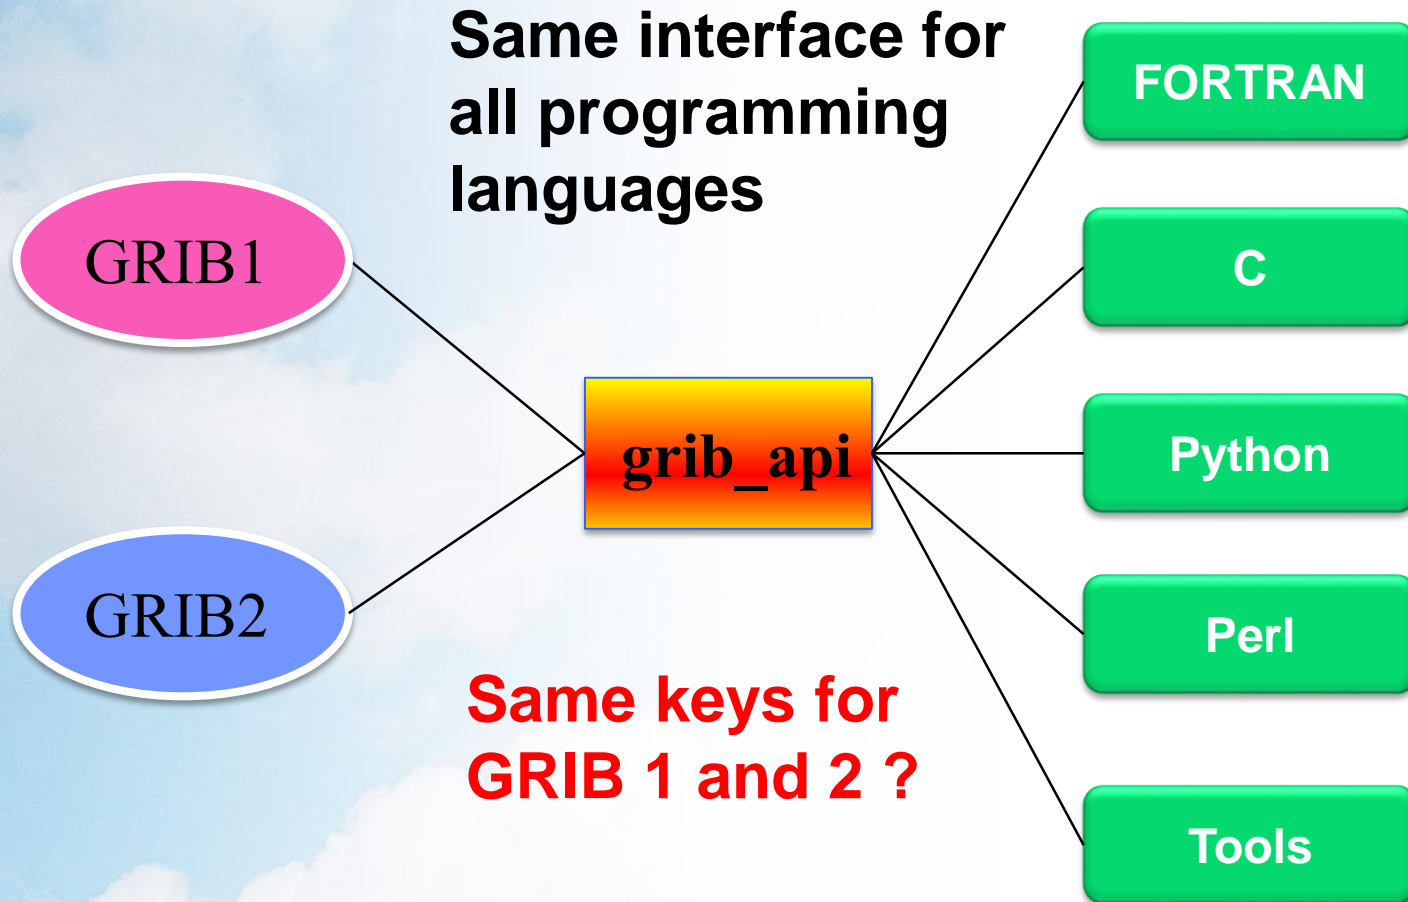 Same interface for
all programming
languages
GRIB1
GRIB2
grib_api
Same keys for
GRIB 1 and 2 ?
FORTRAN
C
Python
Perl
Tools